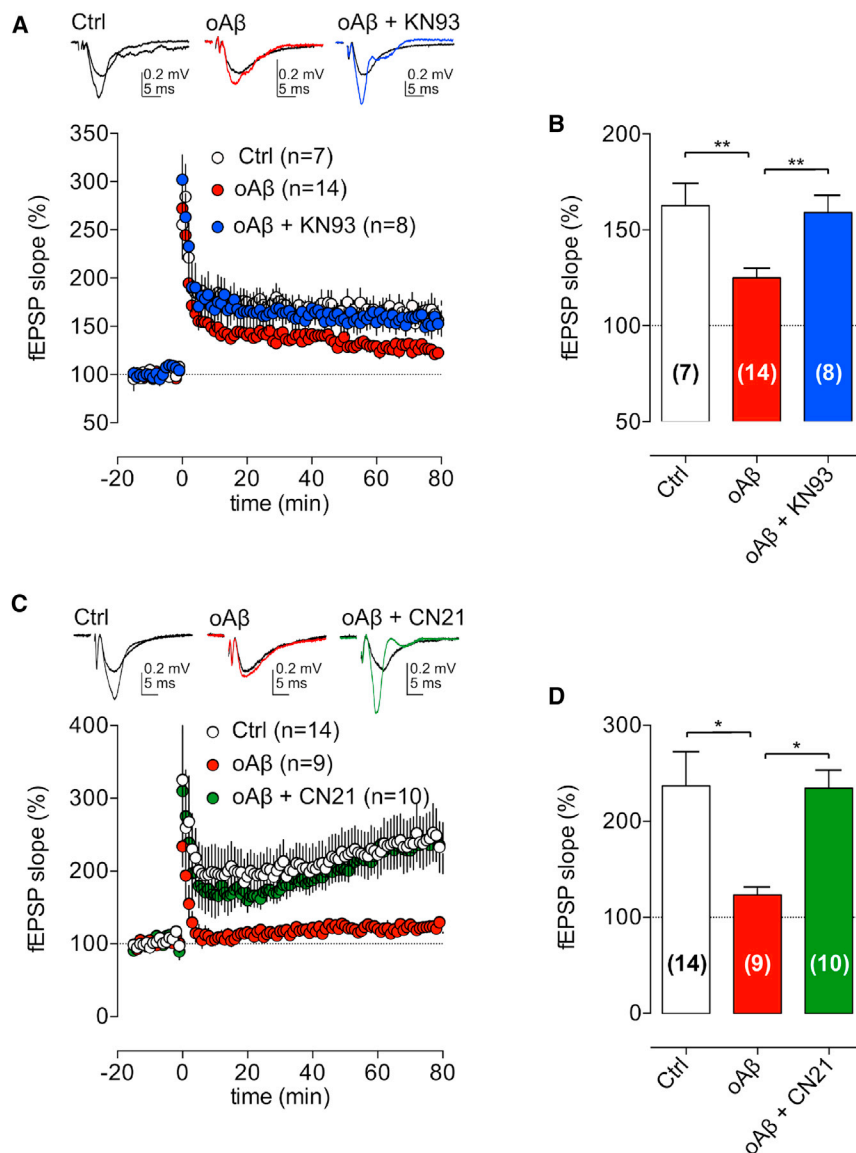 A
Ctrl
oAβ
oAβ + KN93
0.2 mV
5 ms
0.2 mV
5 ms
0.2 mV
5 ms
fEPSP slope (%)
350
300
250
200
150
100
50
Ctrl (n=7)
oAβ (n=14)
oAβ + KN93 (n=8)
-20
0
20
40
60
80
time (min)
B
fEPSP slope (%)
200
150
100
50
**
**
(7)
(14)
(8)
Ctrl
oAβ
oAβ + KN93
C
Ctrl
oAβ
oAβ + CN21
0.2 mV
5 ms
0.2 mV
5 ms
0.2 mV
5 ms
fEPSP slope (%)
400
300
200
100
0
Ctrl (n=14)
oAβ (n=9)
oAβ + CN21 (n=10)
-20
0
20
40
60
80
time (min)
D
fEPSP slope (%)
300
200
100
0
*
*
(14)
(9)
(10)
Ctrl
oAβ
oAβ + CN21